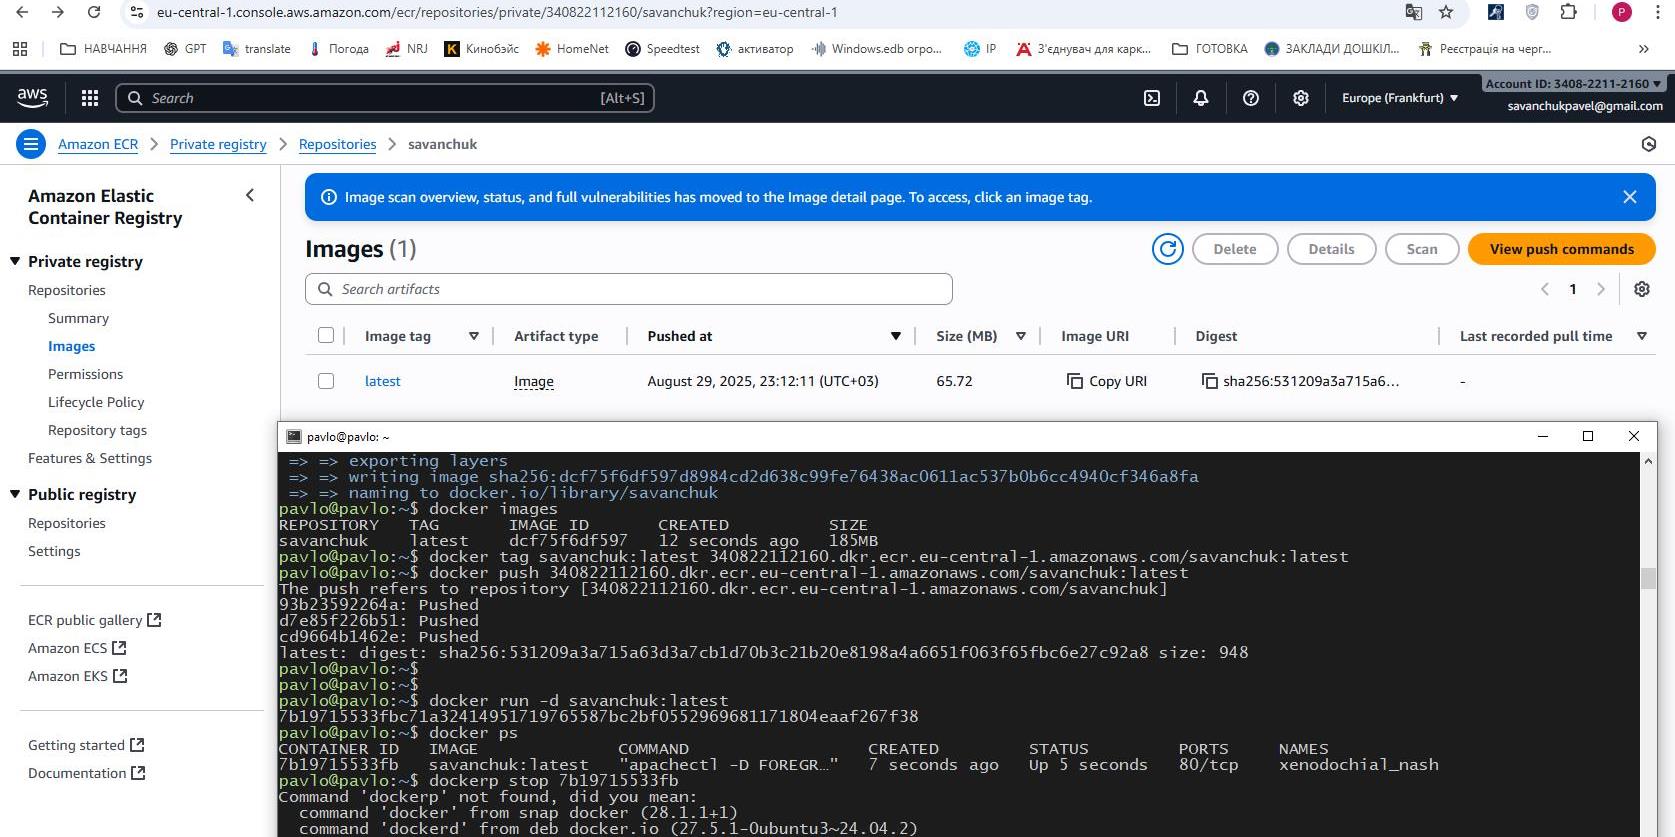 eu-central-1.console.aws.amazon.com/ecr/repositories/private/340822112160/savanchuk?region=eu-central-1
P
НАВЧАННЯ GPT translate Погода NRJ Кинобэйс HomeNet Speedtest активатор Windows.edb огро... IP З'єднувач для карк... ГОТОВКА ЗАКЛАДИ ДОШКІЛ... Реєстрація на черг...
aws Search [Alt+S] Europe (Frankfurt) Account ID: 3408-2211-2160
savanchukpavel@gmail.com
Amazon ECR Private registry Repositories savanchuk
Amazon Elastic
Container Registry
Private registry
Repositories
Summary
Images
Permissions
Lifecycle Policy
Repository tags
Features & Settings
Public registry
Repositories
Settings
ECR public gallery
Amazon ECS
Amazon EKS
Getting started
Documentation
Image scan overview, status, and full vulnerabilities has moved to the Image detail page. To access, click an image tag.
Images (1) Delete Details Scan View push commands
Search artifacts 1
Image tag Artifact type Pushed at Size (MB) Image URI Digest Last recorded pull time
latest Image August 29, 2025, 23:12:11 (UTC+03) 65.72 Copy URI sha256:531209a3a715a6... -
pavlo@pavlo: ~
=> => exporting layers
=> => writing image sha256:dcf75f6df597d8984cd2d638c99fe76438ac0611ac537b0b6cc4940cf346a8fa
=> => naming to docker.io/library/savanchuk
pavlo@pavlo:~$ docker images
REPOSITORY TAG IMAGE ID CREATED SIZE
savanchuk latest dcf75f6df597 12 seconds ago 185MB
pavlo@pavlo:~$ docker tag savanchuk:latest 340822112160.dkr.ecr.eu-central-1.amazonaws.com/savanchuk:latest
pavlo@pavlo:~$ docker push 340822112160.dkr.ecr.eu-central-1.amazonaws.com/savanchuk:latest
The push refers to repository [340822112160.dkr.ecr.eu-central-1.amazonaws.com/savanchuk]
93b23592264a: Pushed
d7e85f226b51: Pushed
cd9664b1462e: Pushed
latest: digest: sha256:531209a3a715a63d3a7cb1d70b3c21b20e8198a4a6651f063f65fbc6e27c92a8 size: 948
pavlo@pavlo:~$
pavlo@pavlo:~$
pavlo@pavlo:~$ docker run -d savanchuk:latest
7b19715533fbc71a32414951719765587bc2bf0552969681171804eaaf267f38
pavlo@pavlo:~$ docker ps
CONTAINER ID IMAGE COMMAND CREATED STATUS PORTS NAMES
7b19715533fb savanchuk:latest "apachectl -D FOREGR…" 7 seconds ago Up 5 seconds 80/tcp xenodochial_nash
pavlo@pavlo:~$ dockerp stop 7b19715533fb
Command 'dockerp' not found, did you mean:
command 'docker' from snap docker (28.1.1+1)
command 'dockerd' from deb docker.io (27.5.1-0ubuntu3~24.04.2)